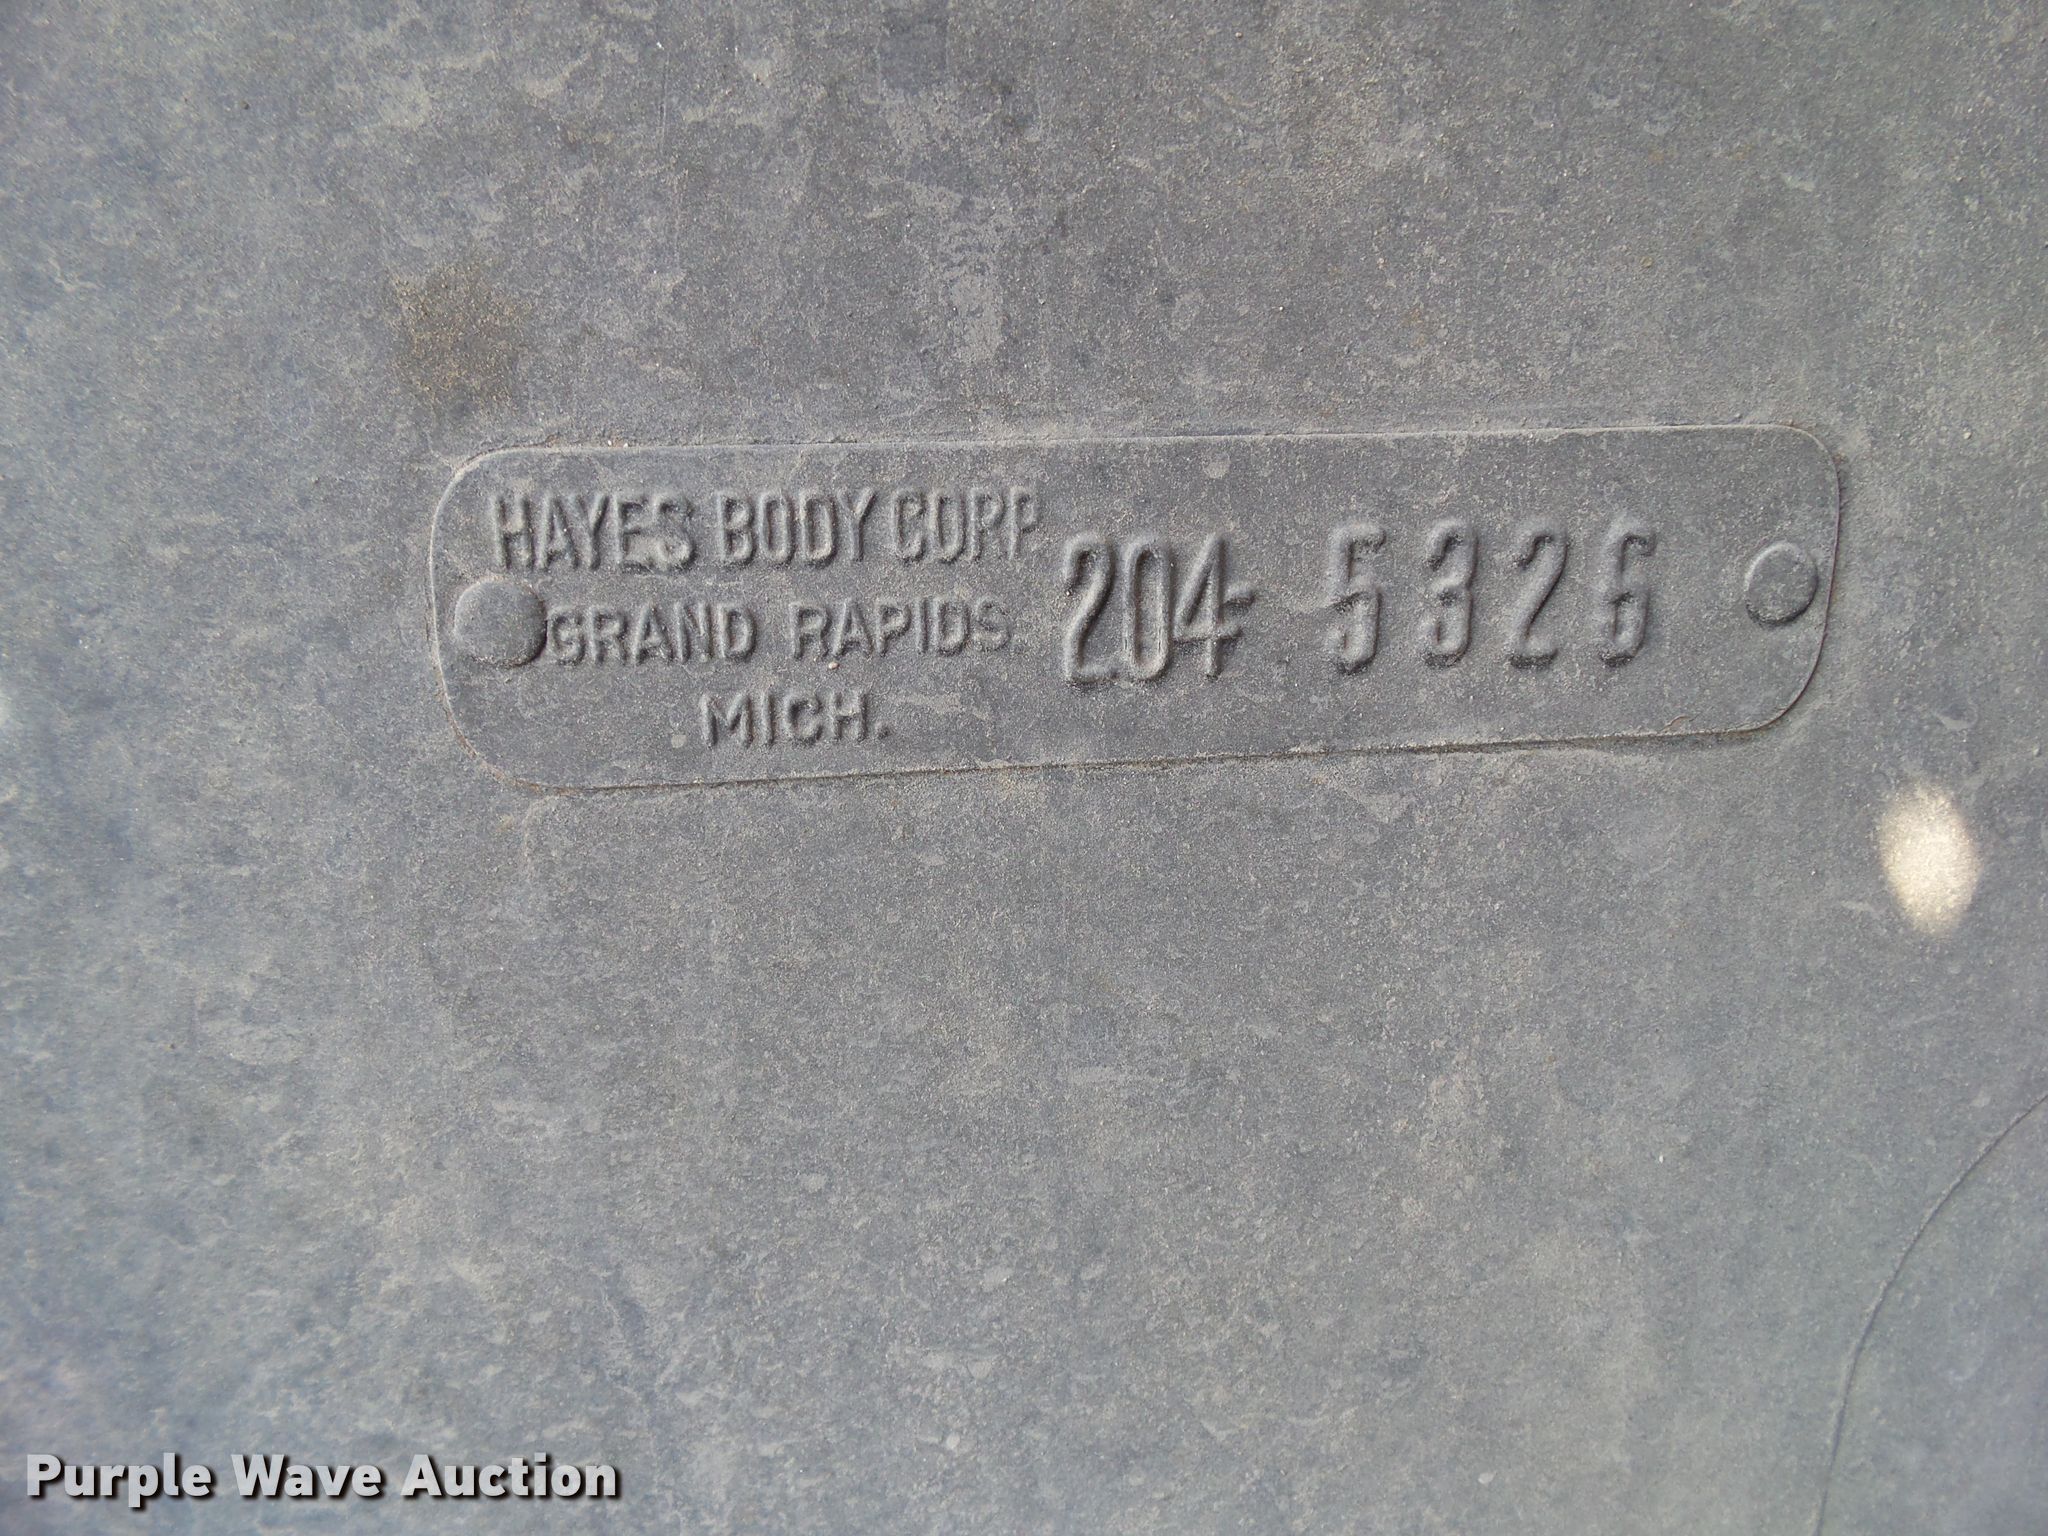 HAYES BODY CORP.
GRAND RAPIDS.
MICH.
204- 5326
Purple Wave Auction